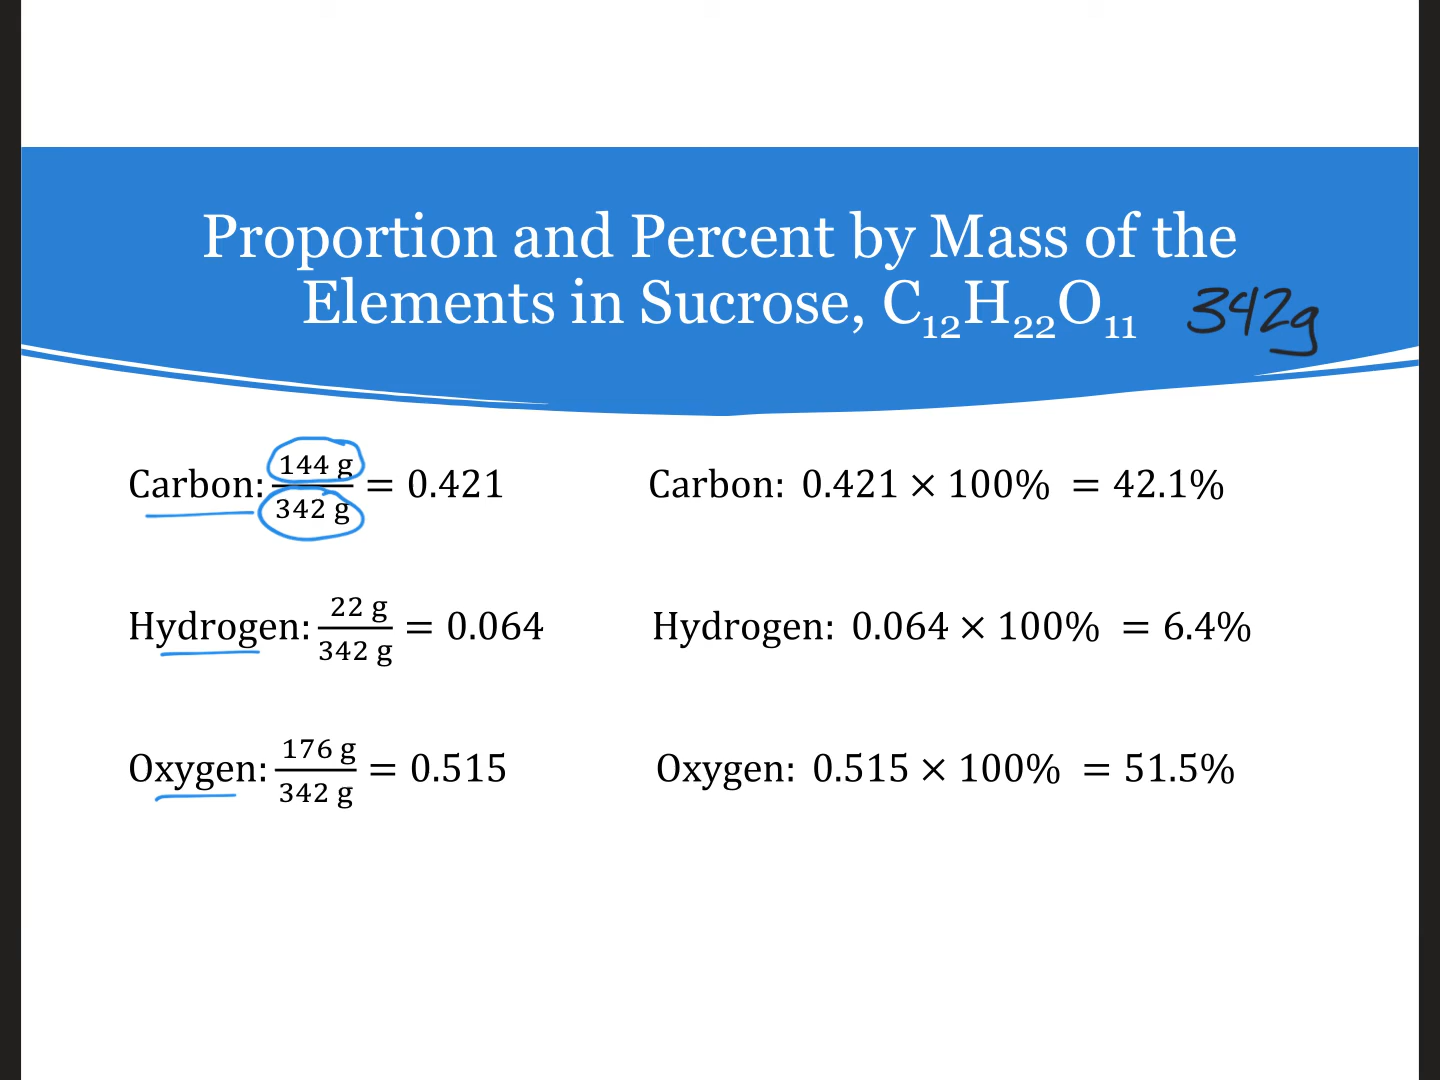 Proportion and Percent by Mass of the
Elements in Sucrose, C₁₂H₂₂O₁₁ 342g
Carbon: 144 g / 342 g = 0.421 Carbon: 0.421 × 100% = 42.1%
Hydrogen: 22 g / 342 g = 0.064 Hydrogen: 0.064 × 100% = 6.4%
Oxygen: 176 g / 342 g = 0.515 Oxygen: 0.515 × 100% = 51.5%